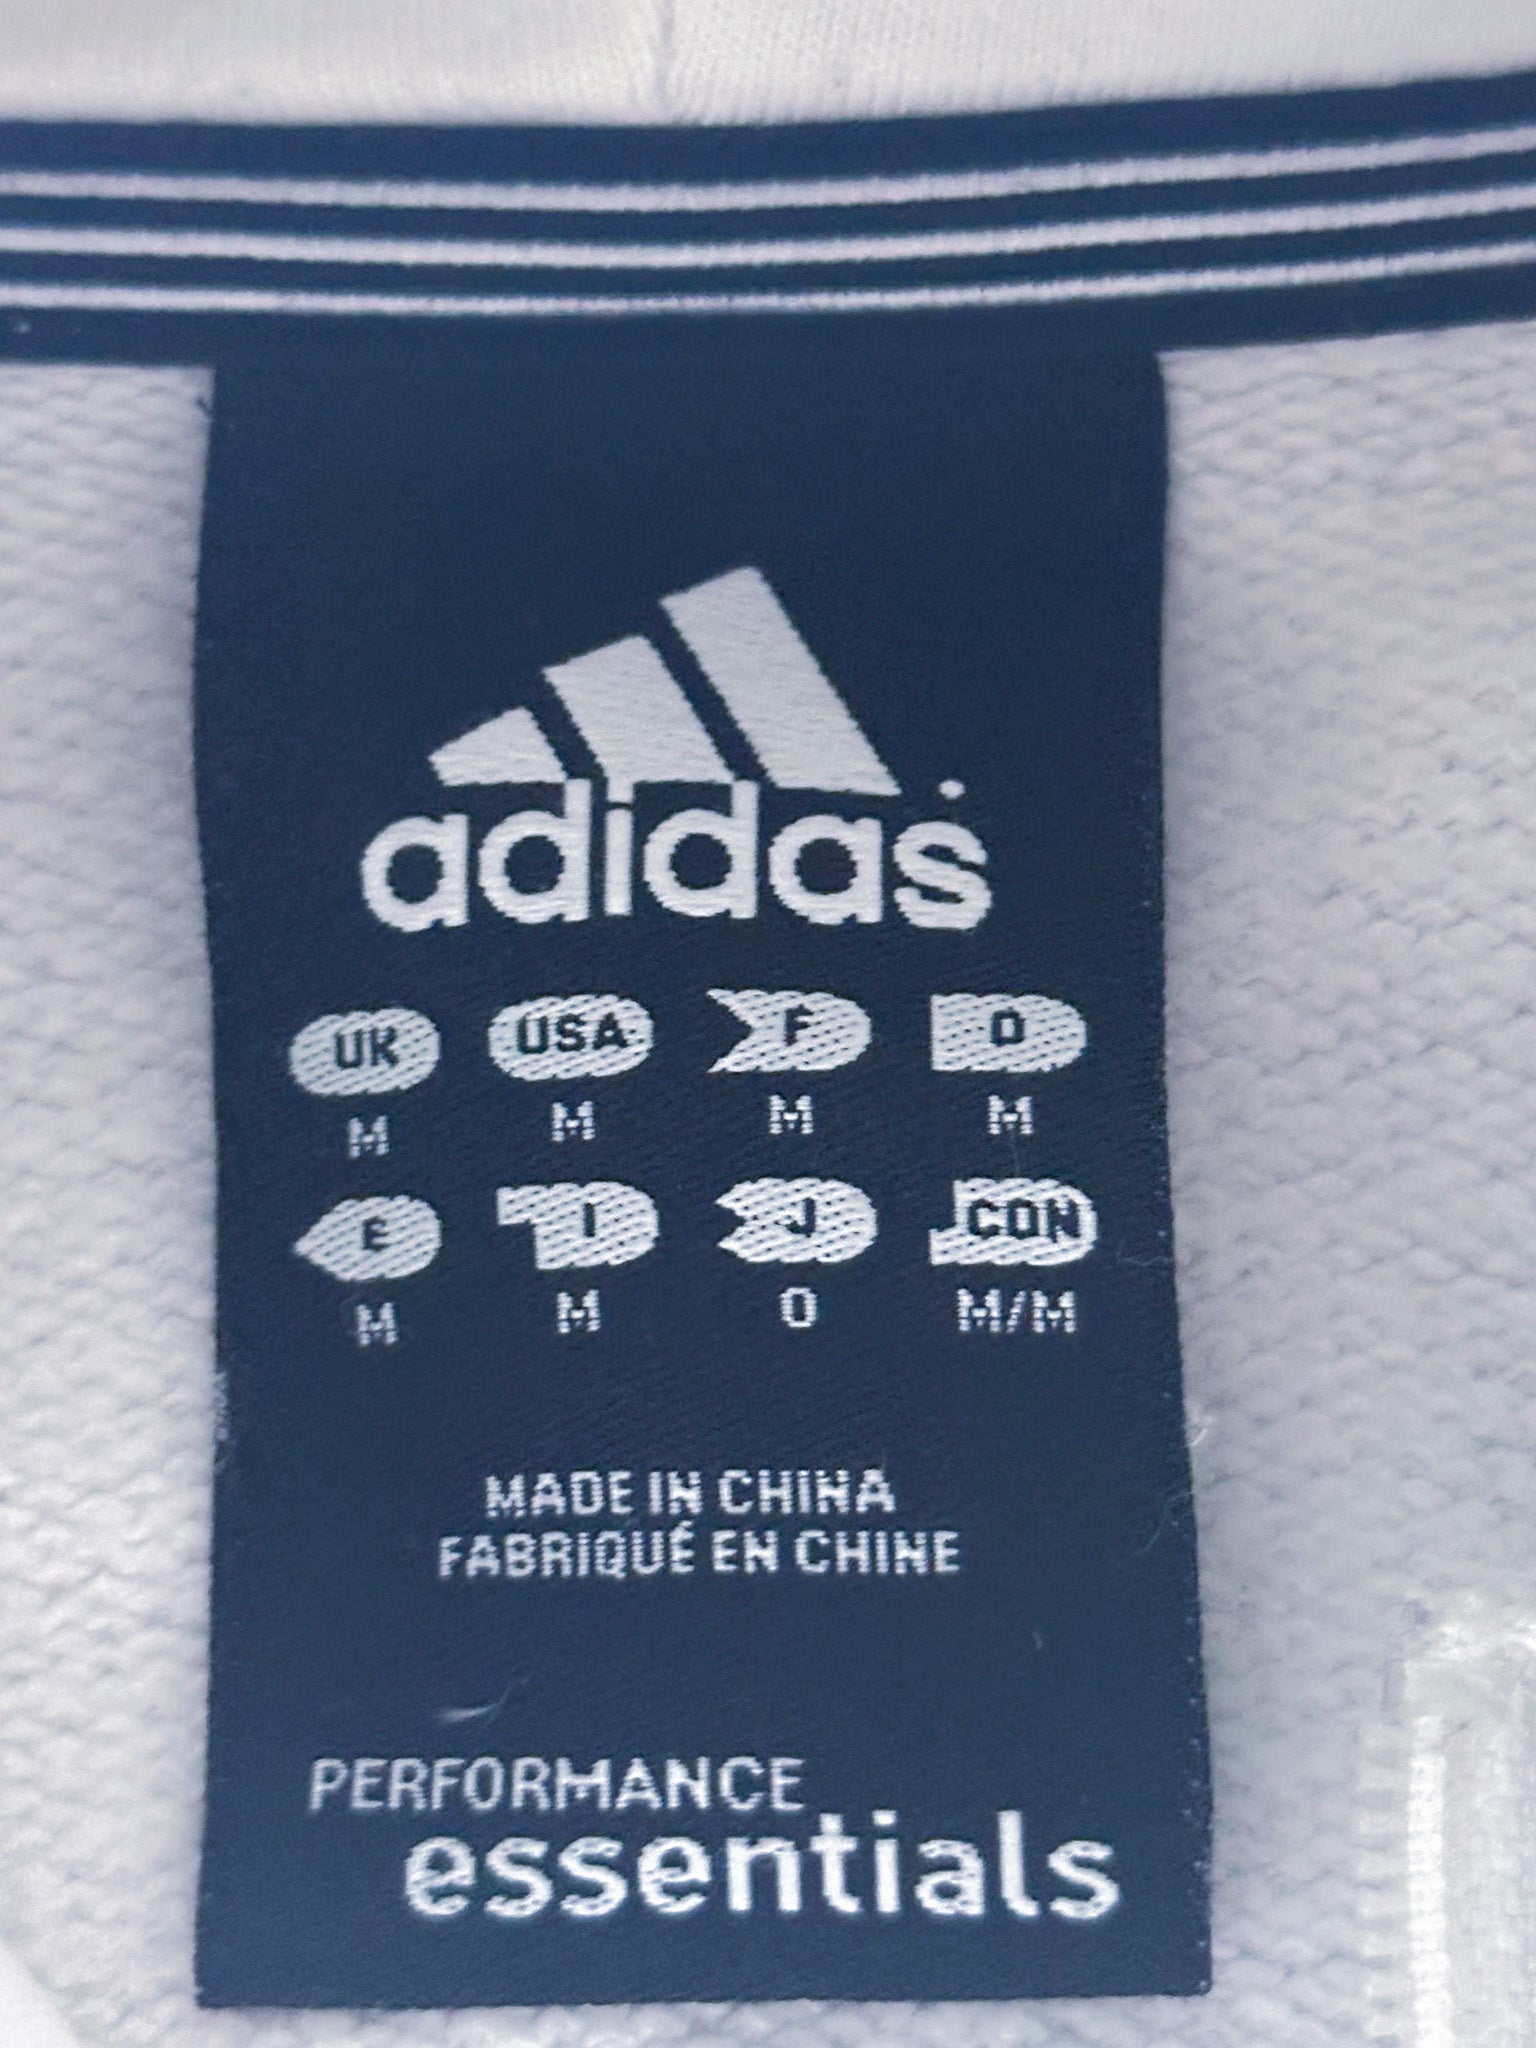 adidas
UK USA F D
M M M M
E I J CON
M M O M/M
MADE IN CHINA
FABRIQUÉ EN CHINE
PERFORMANCE
essentials